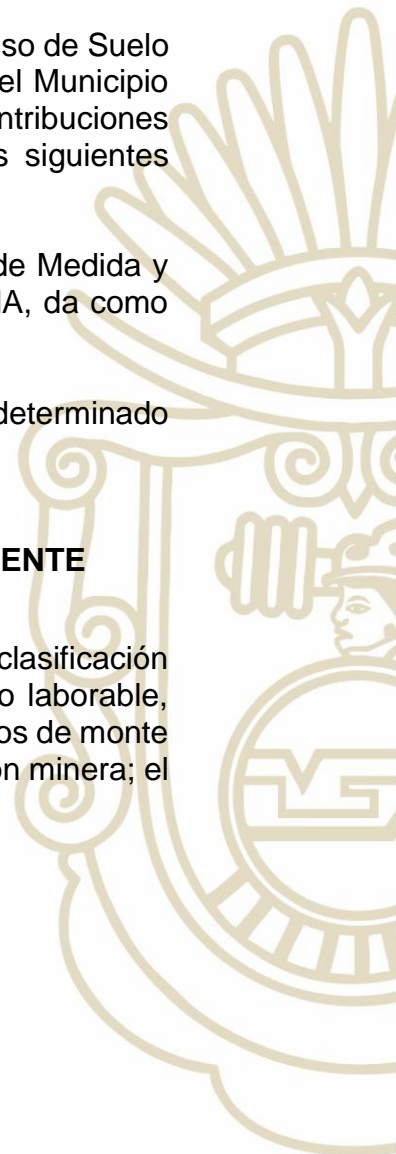 so de Suelo
el Municipio
ntribuciones
s siguientes
de Medida y
A, da como
determinado
ENTE
clasificación
o laborable,
os de monte
n minera; el